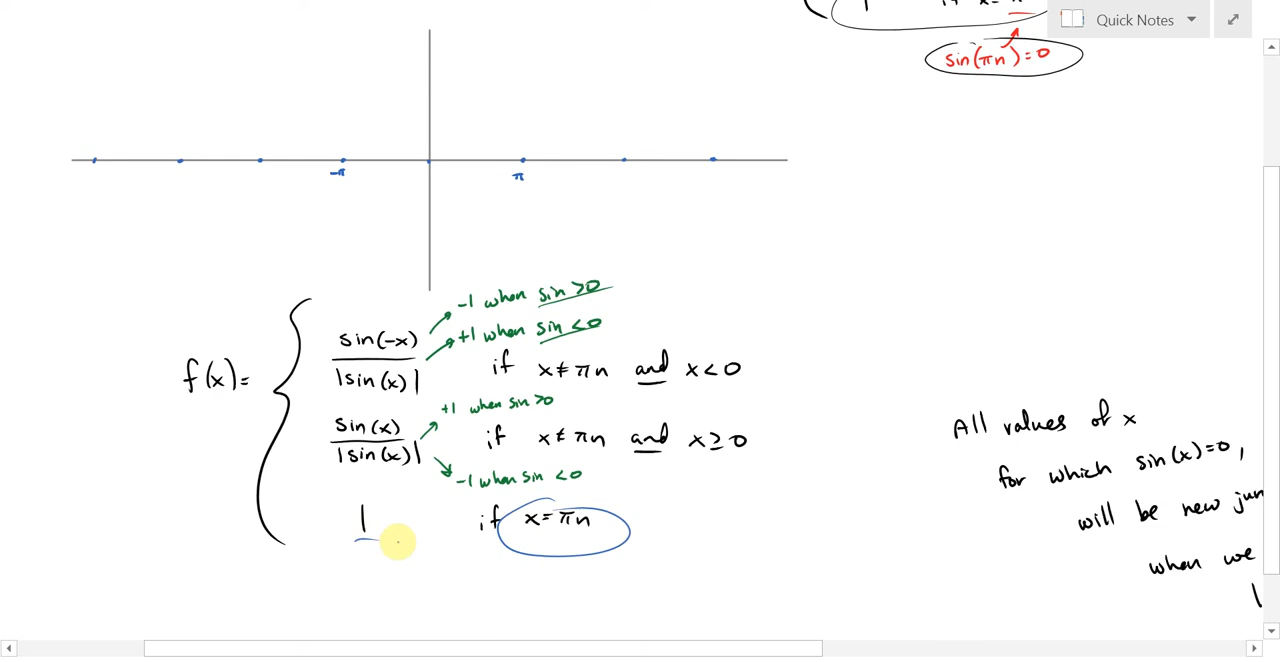 Quick Notes
sin(πn)=0
-π
π
-1 when sin >0
+1 when sin <0
f(x)=
sin(-x)
|sin(x)|
if x≠πn and x<0
+1 when sin >0
sin(x)
|sin(x)|
if x≠πn and x≥0
-1 when sin <0
1 if x=πn
All values of x
for which sin(x)=0,
will be new
when we